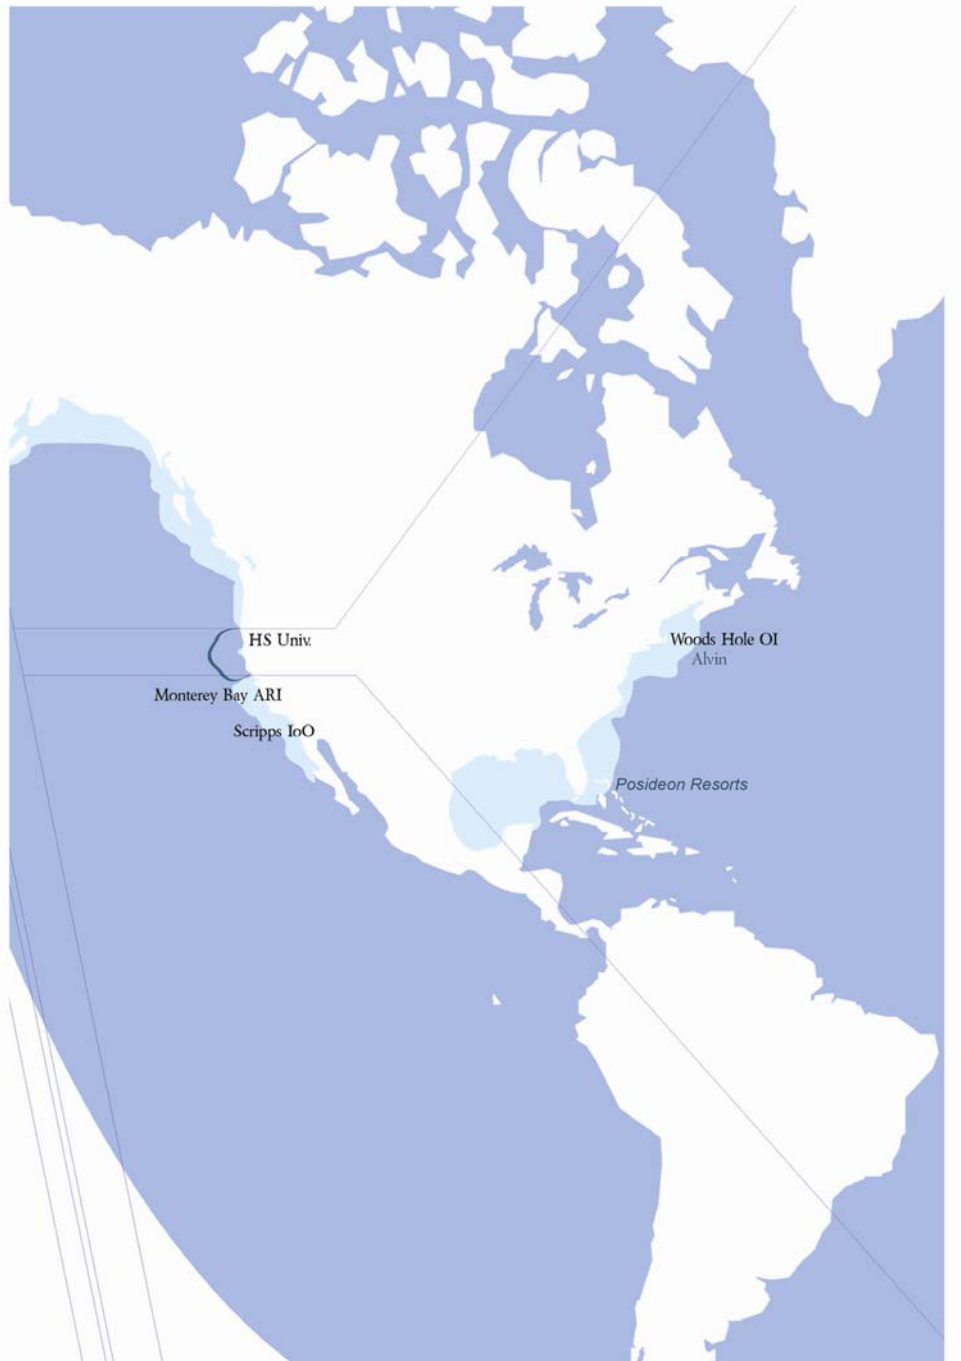 HS Univ.
Woods Hole OI
Alvin
Monterey Bay ARI
Scripps IoO
Posideon Resorts